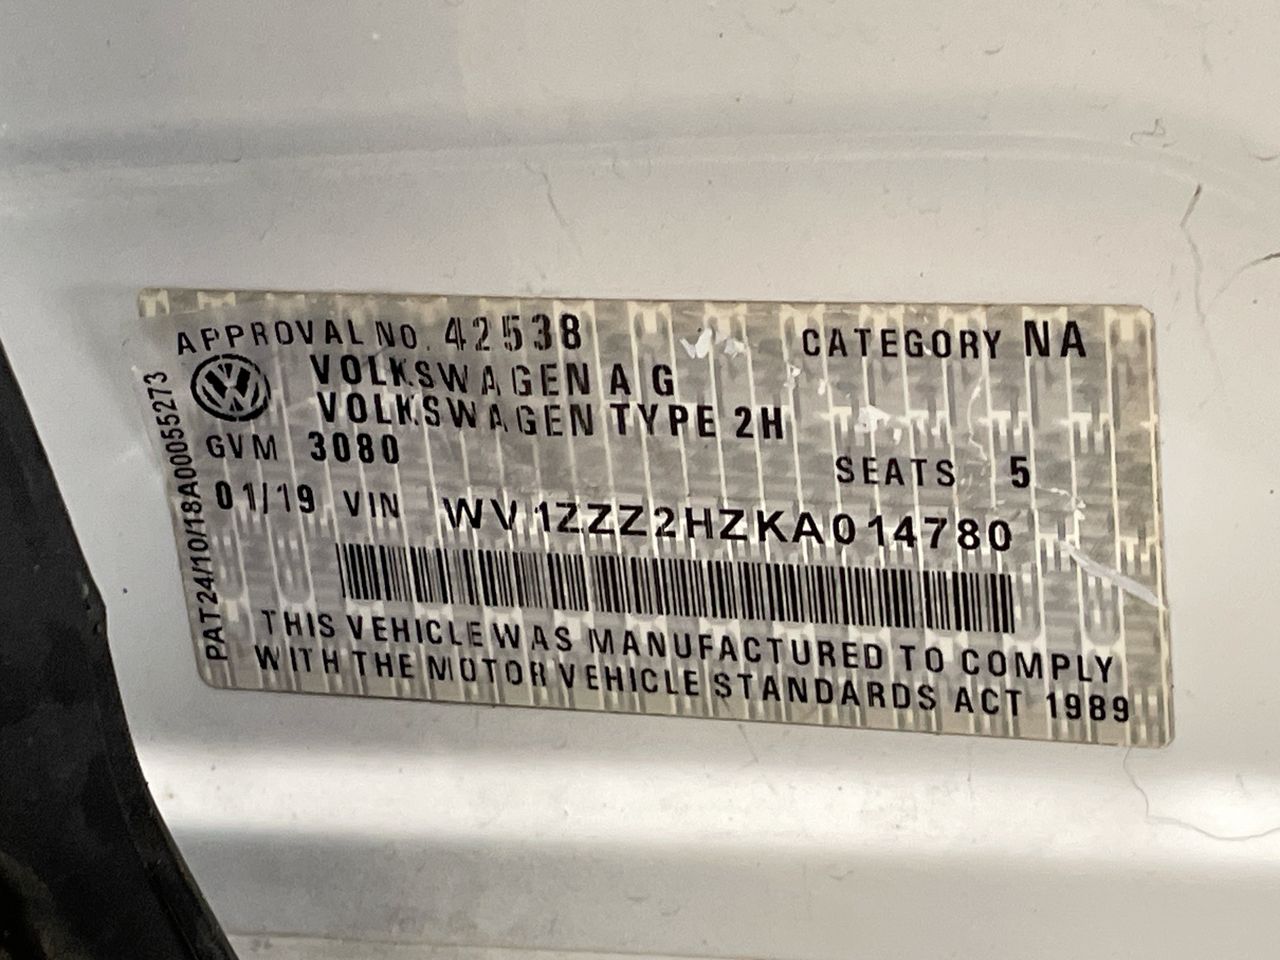 APPROVAL NO. 42538 CATEGORY NA
VOLKSWAGEN AG
VOLKSWAGEN TYPE 2H
GVM 3080 SEATS 5
01/19 VIN WV1ZZZ2HZKA014780
THIS VEHICLE WAS MANUFACTURED TO COMPLY
WITH THE MOTOR VEHICLE STANDARDS ACT 1989
PAT24/10/18A00055273